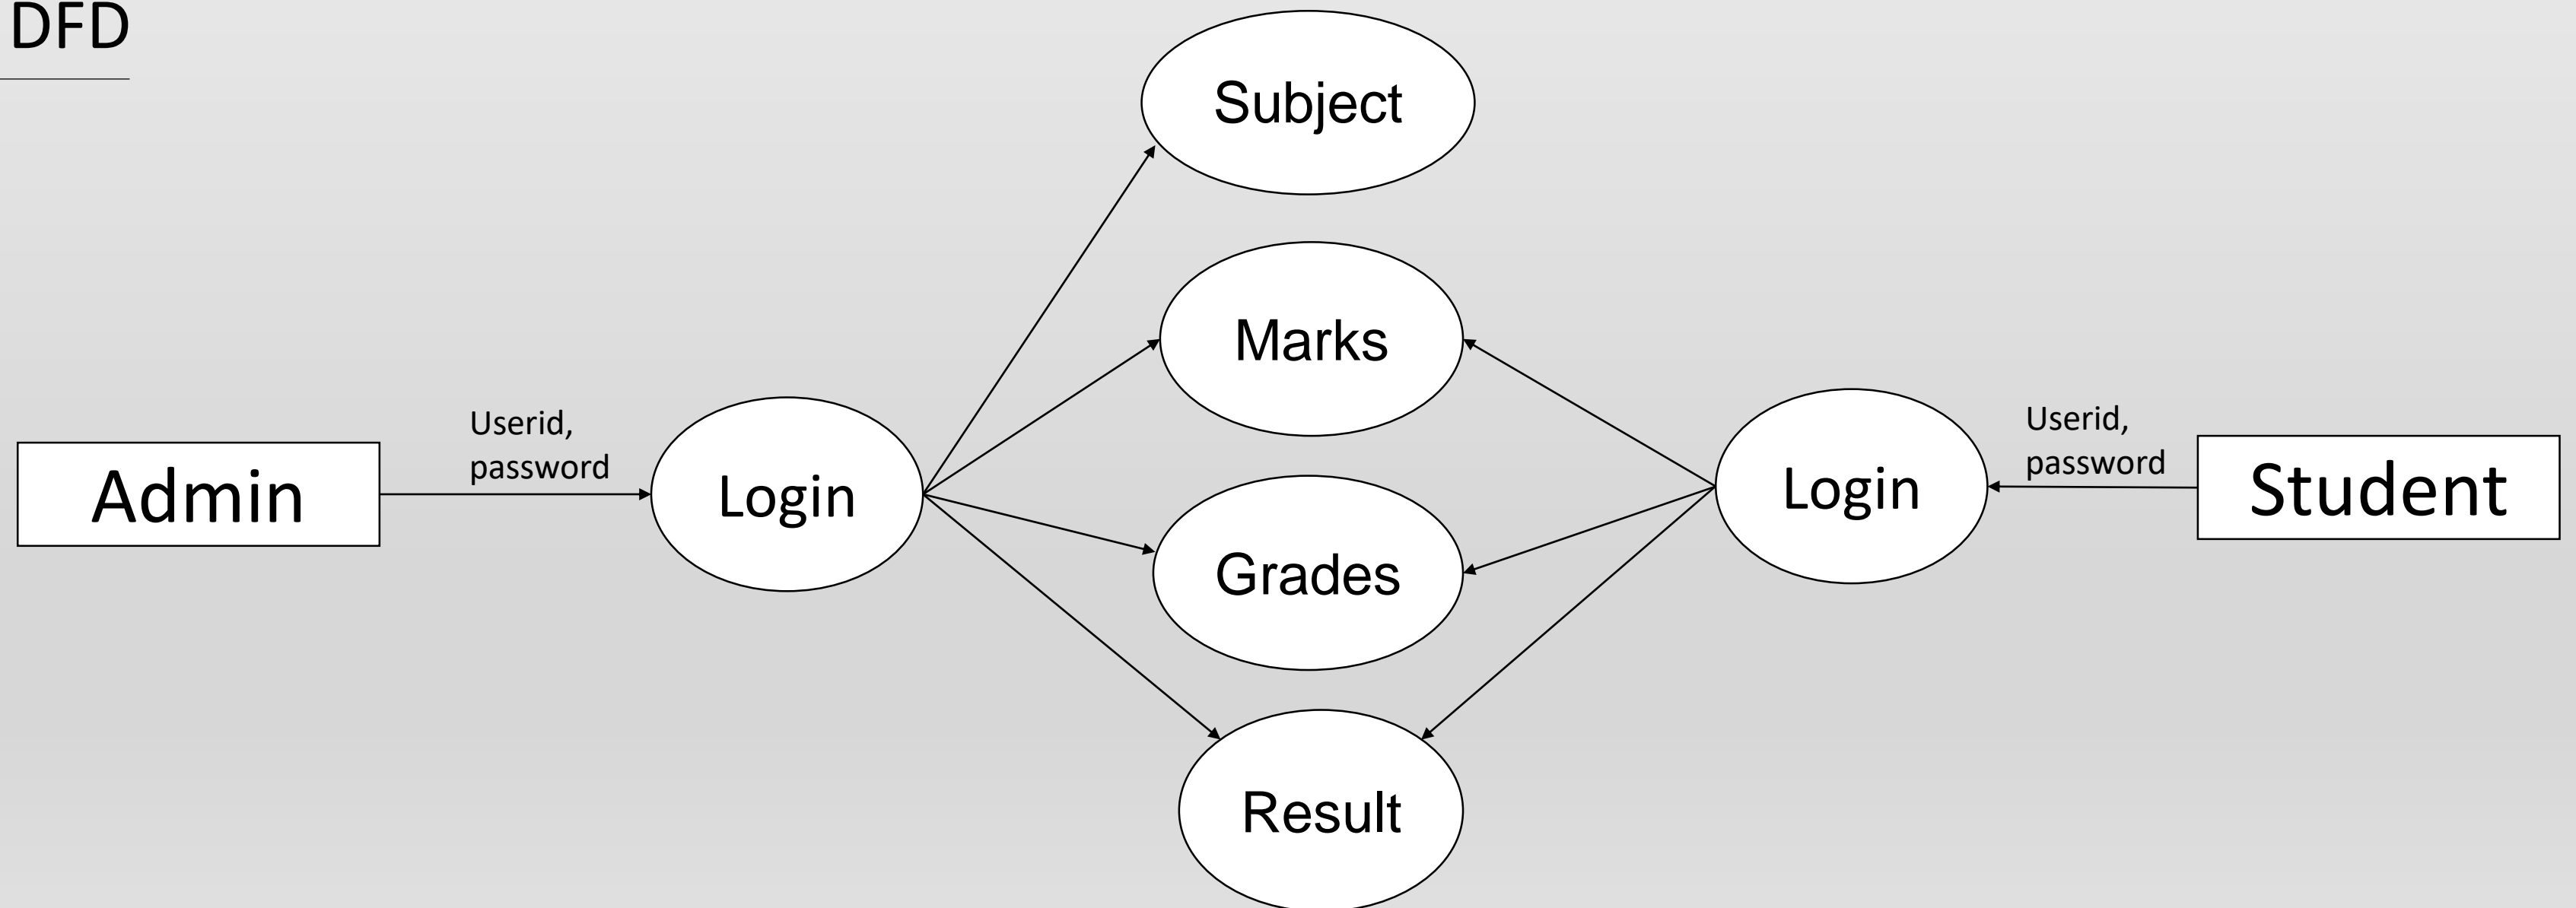 DFD
Subject
Marks
Userid,
password
Admin
Login
Grades
Login
Userid,
password
Student
Result